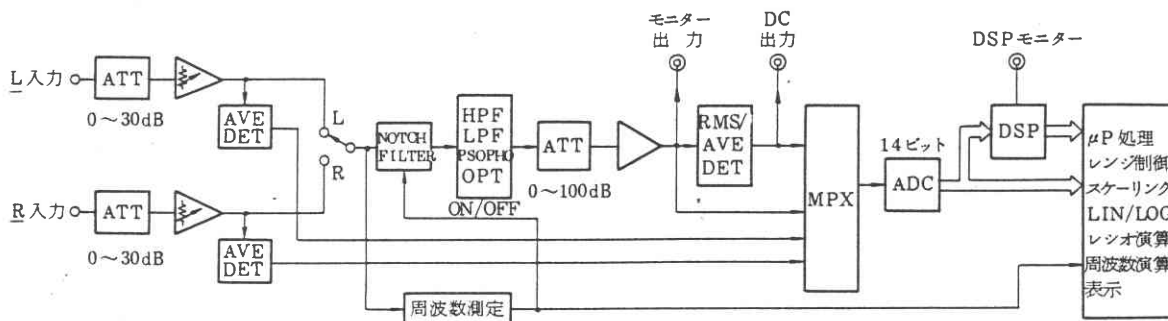 モニター
出力
DC
出力
DSPモニター
L入力
ATT
0～30dB
AVE
DET
L
R
NOTCH
FILTER
HPF
LPF
PSOPHO
OPT
ON/OFF
ATT
0～100dB
RMS/
AVE
DET
MPX
14ビット
ADC
DSP
μP処理
レンジ制御
スケーリング
LIN/LOG
レシオ演算
周波数演算
表示
R入力
ATT
0～30dB
AVE
DET
周波数測定